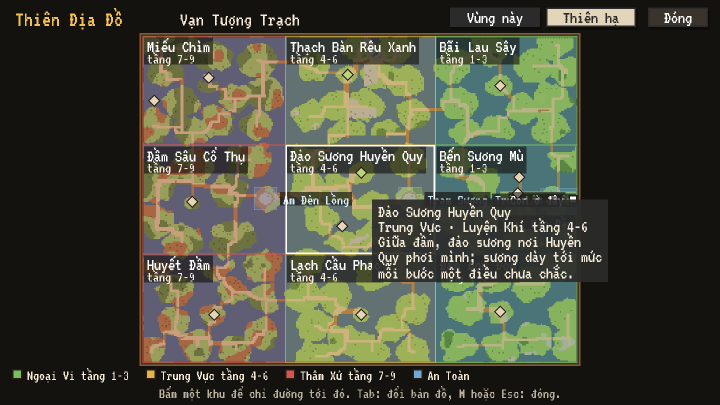 Thiên Địa Đồ
Vạn Tượng Trạch
Vùng này
Thiên hạ
Đóng
Miếu Chìm
tầng 7-9
Thạch Bàn Rêu Xanh
tầng 4-6
Bãi Lau Sậy
tầng 1-3
Đầm Sâu Cổ Thụ
tầng 7-9
Đảo Sương Huyền Quy
tầng 4-6
Bến Sương Mù
tầng 1-3
Am Đèn Lồng
Đảo Sương Huyền Quy
Trung Vực · Luyện Khí tầng 4-6
Giữa đầm, đảo sương nơi Huyền
Quy phơi mình; sương dày tới mức
mỗi bước một điều chưa chắc.
Huyết Đầm
tầng 7-9
Lạch Cầu
tầng 4-6
Ngoại Vi tầng 1-3
Trung Vực tầng 4-6
Thâm Xứ tầng 7-9
An Toàn
Bấm một khu để chỉ đường tới đó. Tab: đổi bản đồ, M hoặc Esc: đóng.